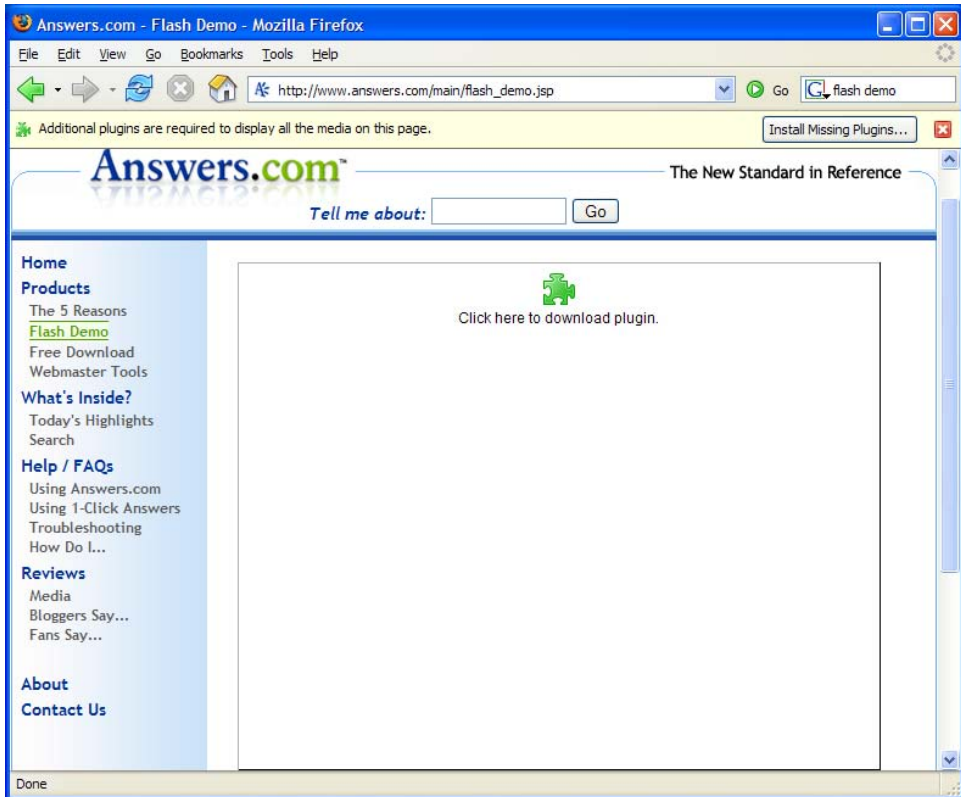 Answers.com - Flash Demo - Mozilla Firefox
File Edit View Go Bookmarks Tools Help
http://www.answers.com/main/flash_demo.jsp Go G flash demo
Additional plugins are required to display all the media on this page. Install Missing Plugins...
Answers.com™
The New Standard in Reference
Tell me about: Go
Home
Products
The 5 Reasons
Flash Demo
Free Download
Webmaster Tools
What's Inside?
Today's Highlights
Search
Help / FAQs
Using Answers.com
Using 1-Click Answers
Troubleshooting
How Do I...
Reviews
Media
Bloggers Say...
Fans Say...
About
Contact Us
Click here to download plugin.
Done